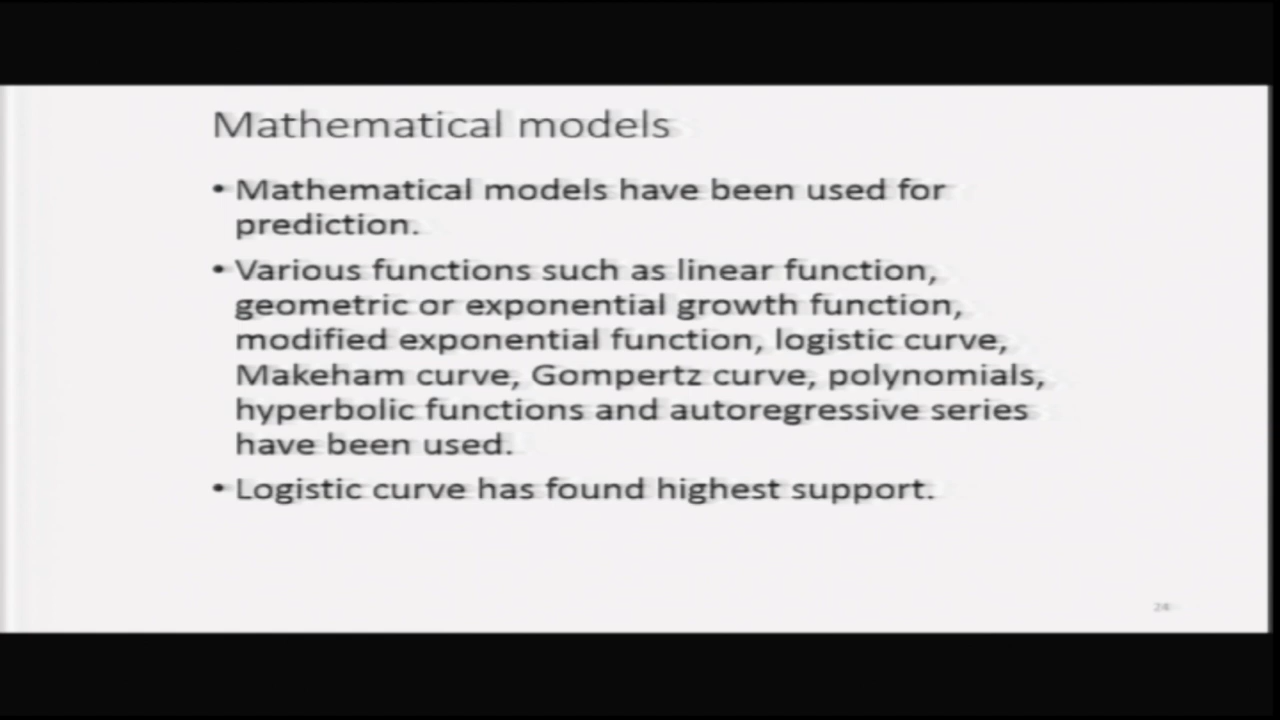 Mathematical models
• Mathematical models have been used for
prediction.
• Various functions such as linear function,
geometric or exponential growth function,
modified exponential function, logistic curve,
Makeham curve, Gompertz curve, polynomials,
hyperbolic functions and autoregressive series
have been used.
• Logistic curve has found highest support.
24